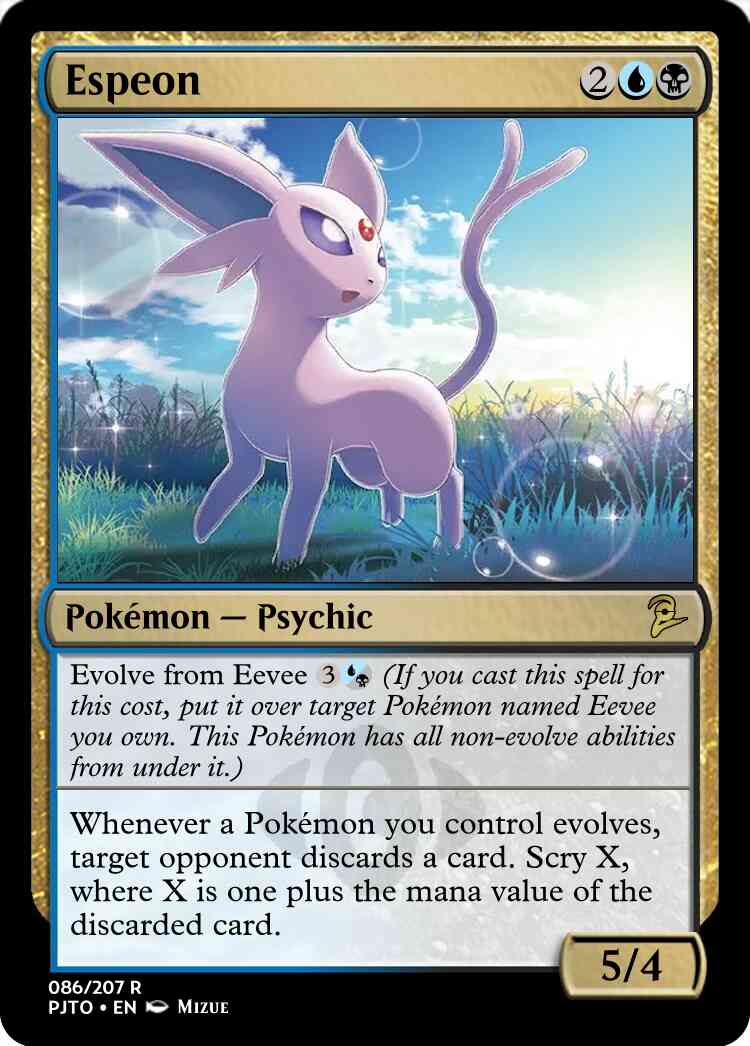 Espeon 2
Pokémon — Psychic
Evolve from Eevee 3 (If you cast this spell for
this cost, put it over target Pokémon named Eevee
you own. This Pokémon has all non-evolve abilities
from under it.)
Whenever a Pokémon you control evolves,
target opponent discards a card. Scry X,
where X is one plus the mana value of the
discarded card.
5/4
086/207 R
PJTO • EN Mizue